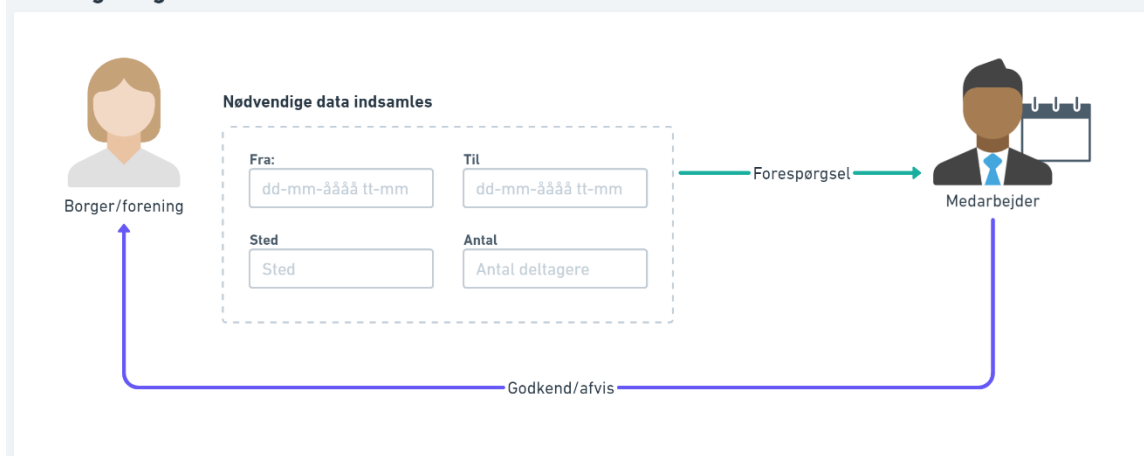 Nødvendige data indsamles
Fra:
Til
dd-mm-åååå tt-mm
dd-mm-åååå tt-mm
Forespørgsel
Borger/forening
Medarbejder
Sted
Antal
Sted
Antal deltagere
Godkend/afvis